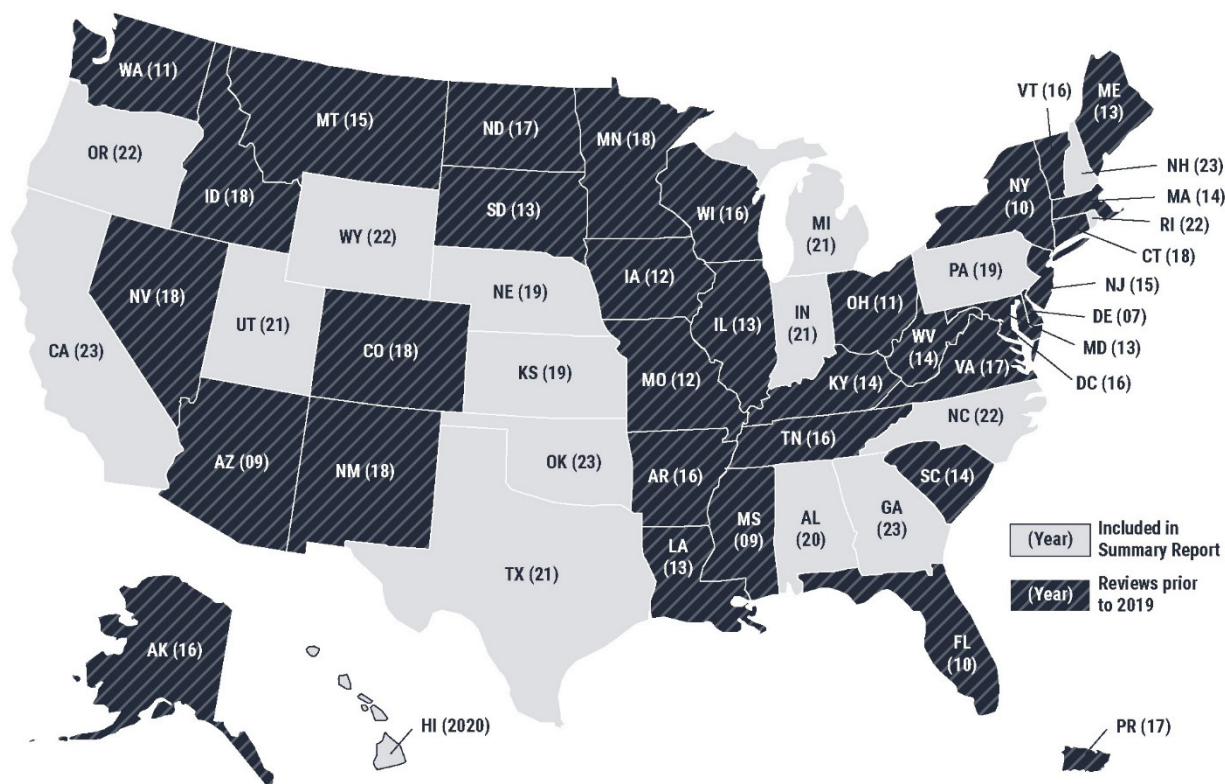 WA (11)
MT (15)
ND (17)
MN (18)
VT (16)
ME
(13)
OR (22)
ID (18)
SD (13)
WI (16)
NY
(10)
NH (23)
MA (14)
RI (22)
CT (18)
WY (22)
MI
(21)
IA (12)
PA (19)
NJ (15)
NE (19)
NV (18)
UT (21)
IL (13)
IN
(21)
OH (11)
DE (07)
MD (13)
DC (16)
CA (23)
CO (18)
KS (19)
MO (12)
WV
(14)
KY (14)
VA (17)
NC (22)
TN (16)
AZ (09)
NM (18)
OK (23)
AR (16)
SC (14)
MS
(09)
AL
(20)
GA
(23)
LA
(13)
TX (21)
(Year) Included in
Summary Report
(Year) Reviews prior
to 2019
FL
(10)
AK (16)
HI (2020)
PR (17)